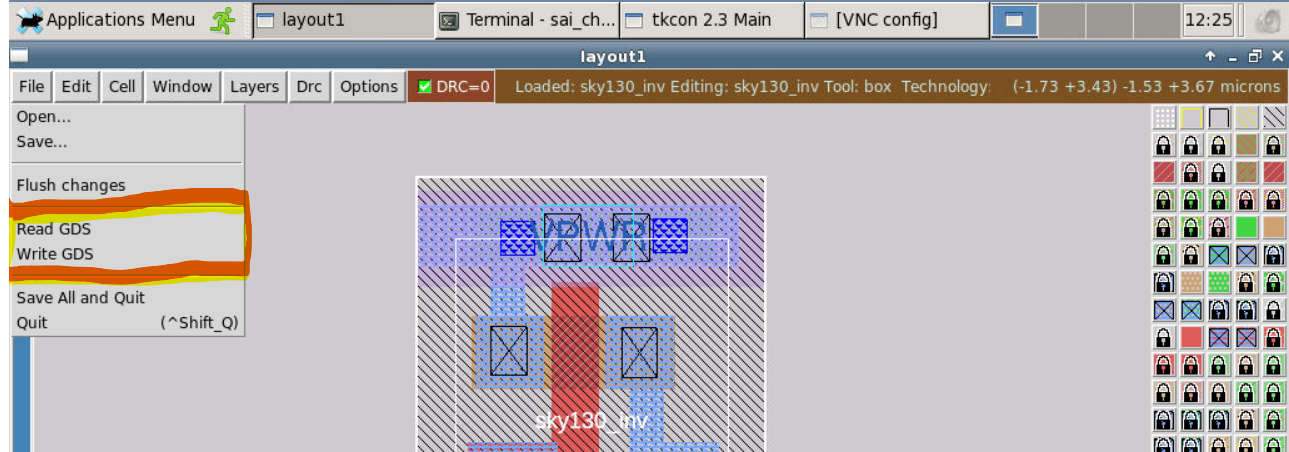 Applications Menu layout1 Terminal - sai_ch... tkcon 2.3 Main [VNC config] 12:25
layout1
File Edit Cell Window Layers Drc Options DRC=0 Loaded: sky130_inv Editing: sky130_inv Tool: box Technology: (-1.73 +3.43) -1.53 +3.67 microns
Open...
Save...
Flush changes
Read GDS
Write GDS
Save All and Quit
Quit (^Shift_Q)
VPWR
sky130_inv